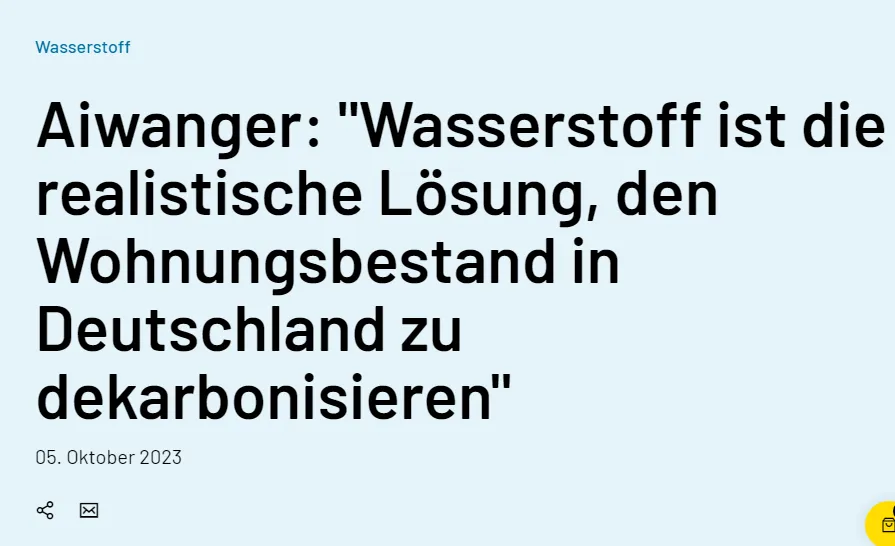 Wasserstoff
Aiwanger: "Wasserstoff ist die
realistische Lösung, den
Wohnungsbestand in
Deutschland zu
dekarbonisieren"
05. Oktober 2023